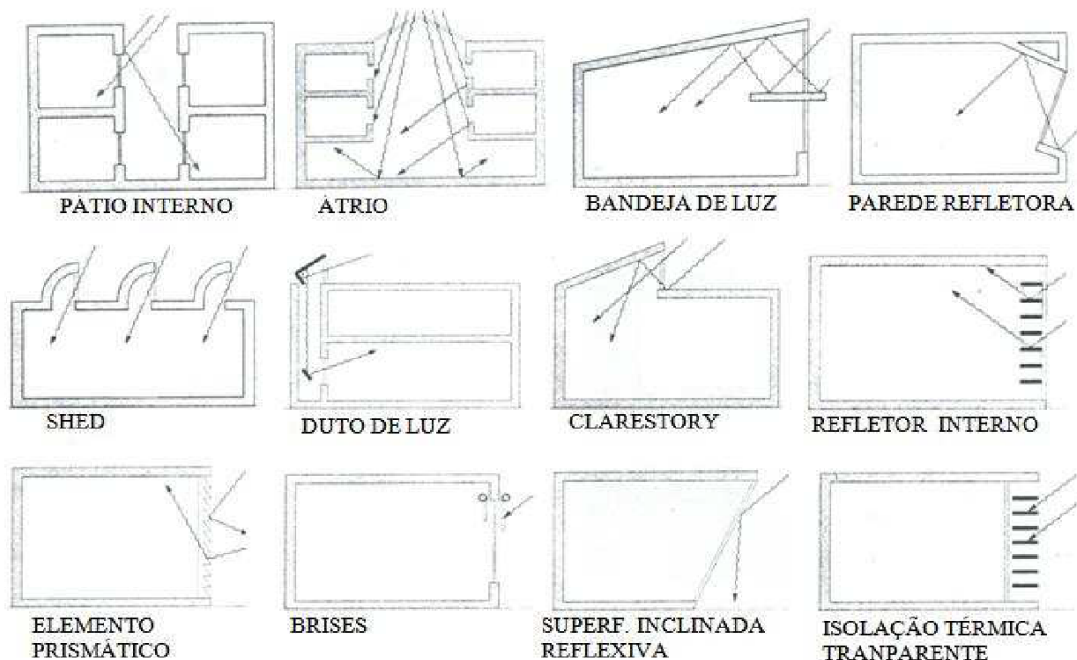 PÁTIO INTERNO
ÁTRIO
BANDEJA DE LUZ
PAREDE REFLETORA
SHED
DUTO DE LUZ
CLARESTORY
REFLETOR INTERNO
ELEMENTO
PRISMÁTICO
BRISES
SUPERF. INCLINADA
REFLEXIVA
ISOLAÇÃO TÉRMICA
TRANPARENTE